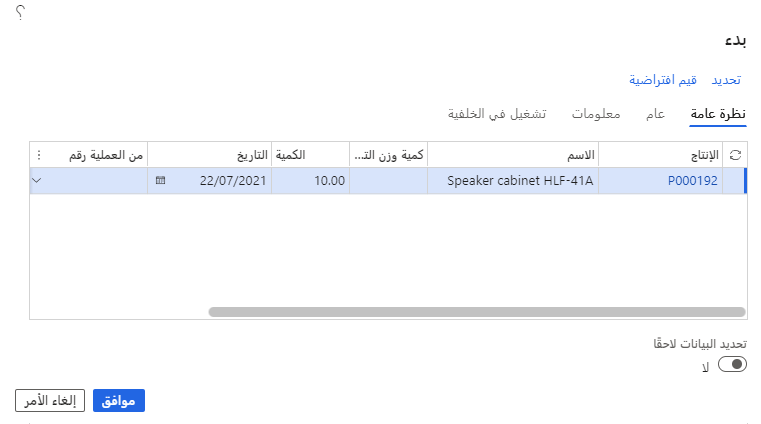 ؟
بدء
تحديد قيم افتراضية
نظرة عامة عام معلومات تشغيل في الخلفية
الإنتاج الاسم كمية وزن الت... الكمية التاريخ من العملية رقم
P000192 Speaker cabinet HLF-41A 10.00 22/07/2021
تحديد البيانات لاحقًا
لا
موافق إلغاء الأمر